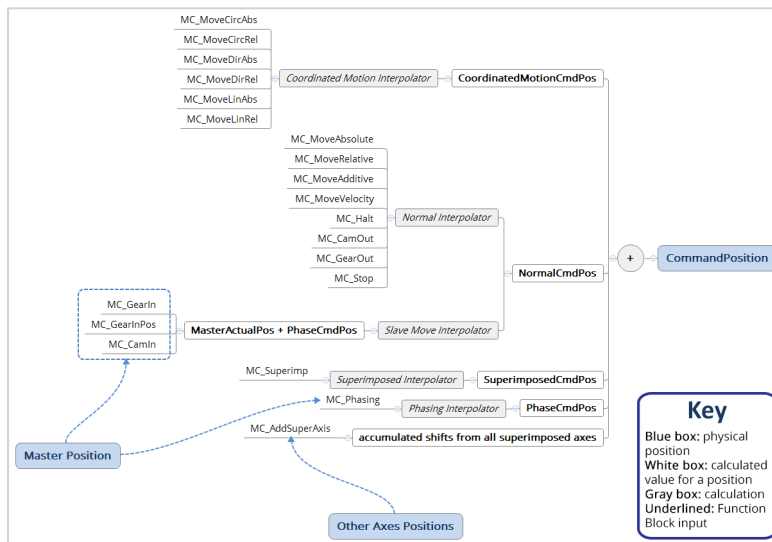 MC_MoveCircAbs
MC_MoveCircRel
MC_MoveDirAbs
MC_MoveDirRel
MC_MoveLinAbs
MC_MoveLinRel
Coordinated Motion Interpolator
CoordinatedMotionCmdPos
MC_MoveAbsolute
MC_MoveRelative
MC_MoveAdditive
MC_MoveVelocity
MC_Halt
MC_CamOut
MC_GearOut
MC_Stop
Normal Interpolator
NormalCmdPos
+
CommandPosition
MC_GearIn
MC_GearInPos
MC_CamIn
MasterActualPos + PhaseCmdPos
Slave Move Interpolator
MC_Superimp
Superimposed Interpolator
SuperimposedCmdPos
MC_Phasing
Phasing Interpolator
PhaseCmdPos
MC_AddSuperAxis
accumulated shifts from all superimposed axes
Master Position
Other Axes Positions
Key
Blue box: physical
position
White box: calculated
value for a position
Gray box: calculation
Underlined: Function
Block input